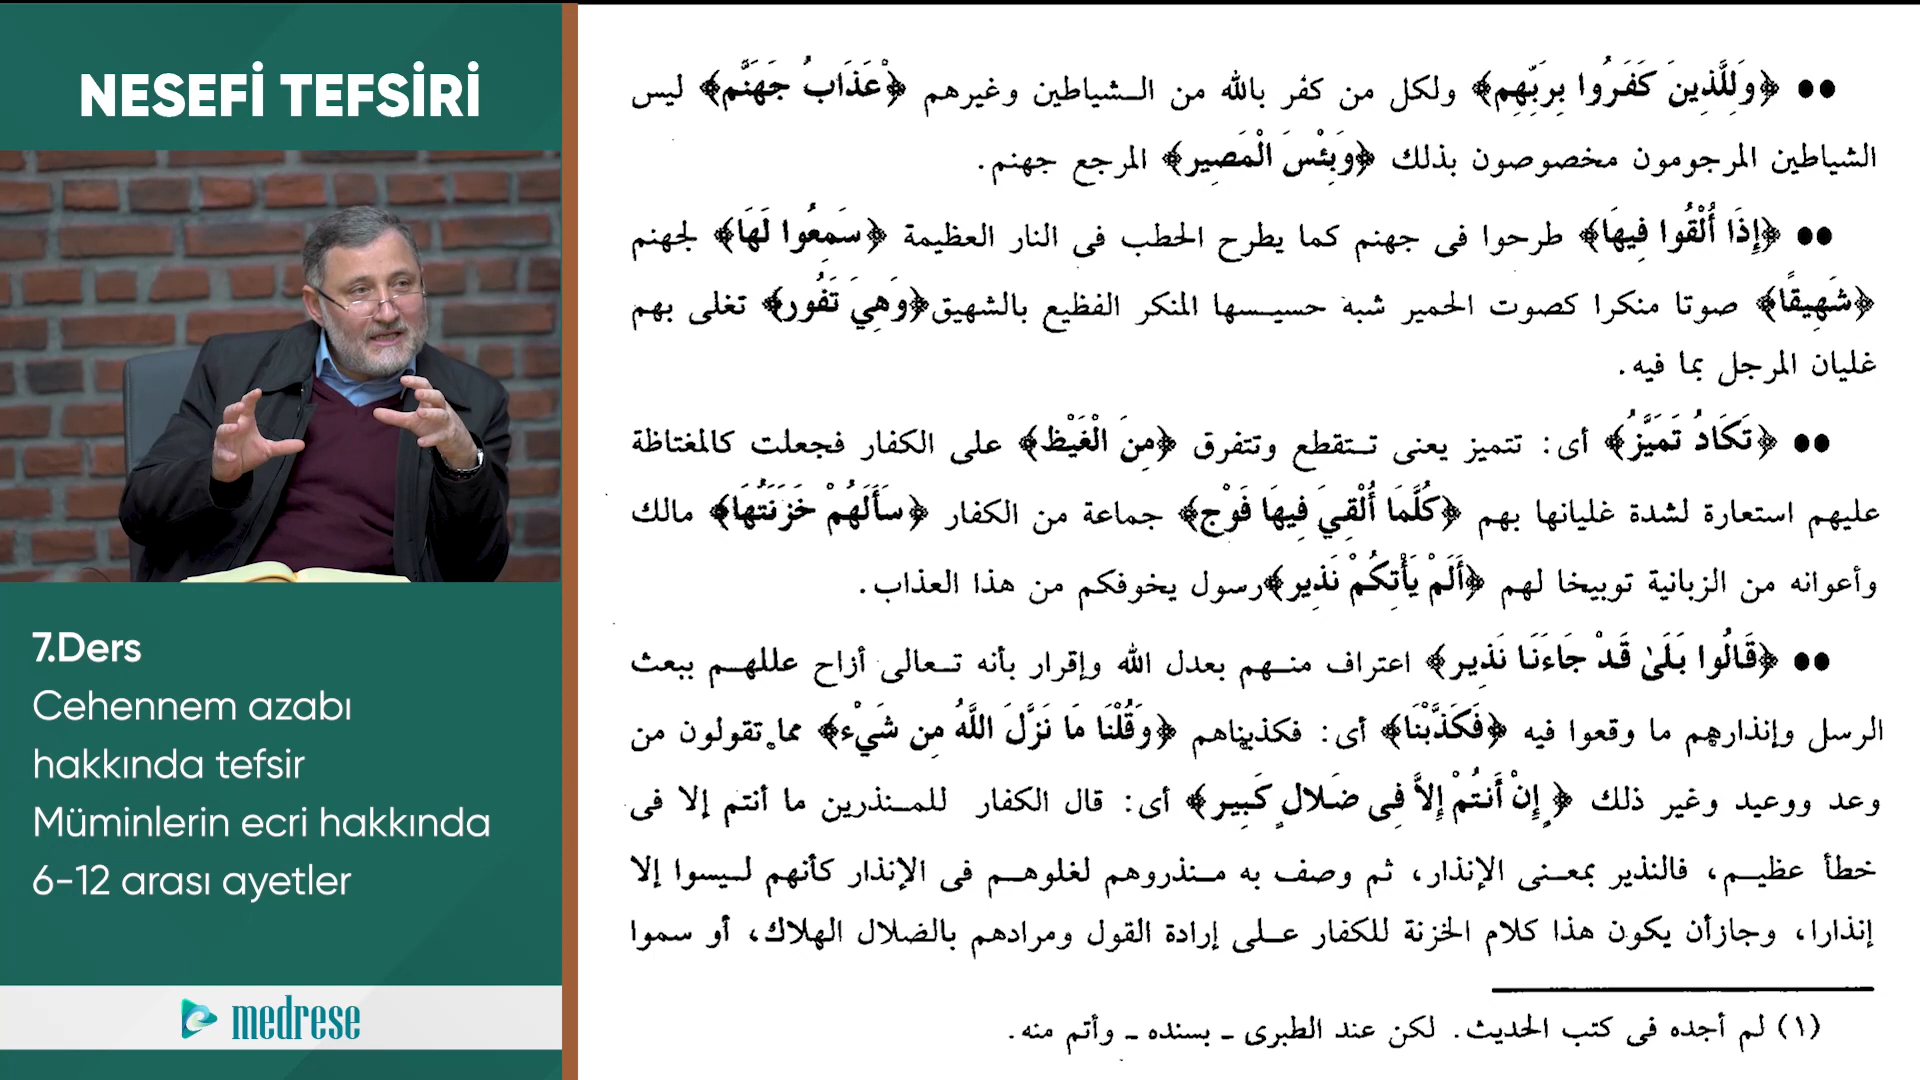 NESEFİ TEFSİRİ
7.Ders
Cehennem azabı
hakkında tefsir
Müminlerin ecri hakkında
6-12 arası ayetler
medrese
●● ﴿وَلِلَّذِينَ كَفَرُوا بِرَبِّهِم﴾ ولكل من كفر بالله من الشياطين وغيرهم ﴿عَذَابُ جَهَنَّم﴾ ليس
الشياطين المرجومون مخصوصون بذلك ﴿وَبِئْسَ الْمَصِير﴾ المرجع جهنم.
●● ﴿إِذَا أُلْقُوا فِيهَا﴾ طرحوا فى جهنم كما يطرح الحطب فى النار العظيمة ﴿سَمِعُوا لَهَا﴾ لجهنم
﴿شَهِيقًا﴾ صوتا منكرا كصوت الحمير شبه حسيسها المنكر الفظيع بالشهيق﴿وَهِيَ تَفُور﴾ تغلى بهم
غليان المرجل بما فيه.
●● ﴿تَكَادُ تَمَيَّزُ﴾ أى: تتميز يعنى تتقطع وتتفرق ﴿مِنَ الْغَيْظ﴾ على الكفار فجعلت كالمغتاظة
عليهم استعارة لشدة غليانها بهم ﴿كُلَّمَا أُلْقِيَ فِيهَا فَوْج﴾ جماعة من الكفار ﴿سَأَلَهُمْ خَزَنَتُهَا﴾ مالك
وأعوانه من الزبانية توبيخا لهم ﴿أَلَمْ يَأْتِكُمْ نَذِير﴾رسول يخوفكم من هذا العذاب.
●● ﴿قَالُوا بَلَىٰ قَدْ جَاءَنَا نَذِير﴾ اعتراف منهم بعدل الله وإقرار بأنه تعالى أزاح عللهم ببعث
الرسل وإنذارهم ما وقعوا فيه ﴿فَكَذَّبْنَا﴾ أى: فكذبناهم ﴿وَقُلْنَا مَا نَزَّلَ اللَّهُ مِن شَيْء﴾ مما تقولون من
وعد ووعيد وغير ذلك ﴿إِنْ أَنتُمْ إِلاَّ فِي ضَلالٍ كَبِير﴾ أى: قال الكفار للمنذرين ما أنتم إلا فى
خطأ عظيم، فالنذير بمعنى الإنذار، ثم وصف به منذروهم لغلوهم فى الإنذار كأنهم ليسوا إلا
إنذارا، وجازأن يكون هذا كلام الخزنة للكفار على إرادة القول ومرادهم بالضلال الهلاك، أو سموا
(١) لم أجده فى كتب الحديث. لكن عند الطبرى ـ بسنده ـ وأتم منه.